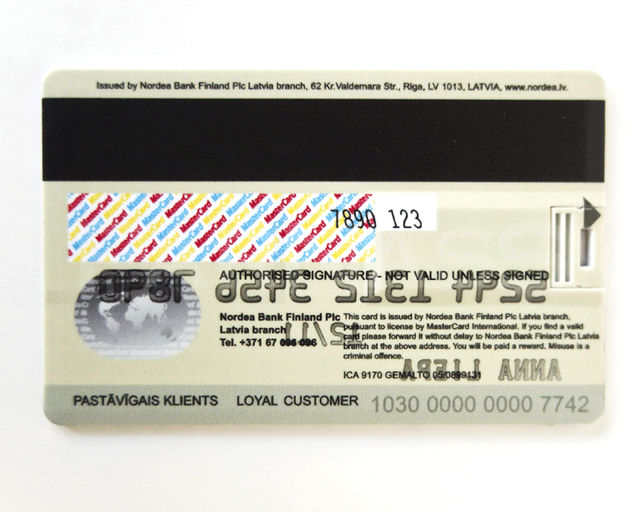 Issued by Nordea Bank Finland Plc Latvia branch, 62 Kr.Valdemara Str., Riga, LV 1013, LATVIA, www.nordea.lv.
7890 123
AUTHORISED SIGNATURE - NOT VALID UNLESS SIGNED
Nordea Bank Finland Plc
Latvia branch
Tel. +371 67
This card is issued by Nordea Bank Finland Plc Latvia branch,
pursuant to license by MasterCard International. If you find a valid
card please forward it without delay to Nordea Bank Finland Plc Latvia
branch at the above address. You will be paid a reward. Misuse is a
criminal offence.
ICA 9170 GEMALTO 05/0899131
ANNA
PASTĀVĪGAIS KLIENTS LOYAL CUSTOMER 1030 0000 0000 7742